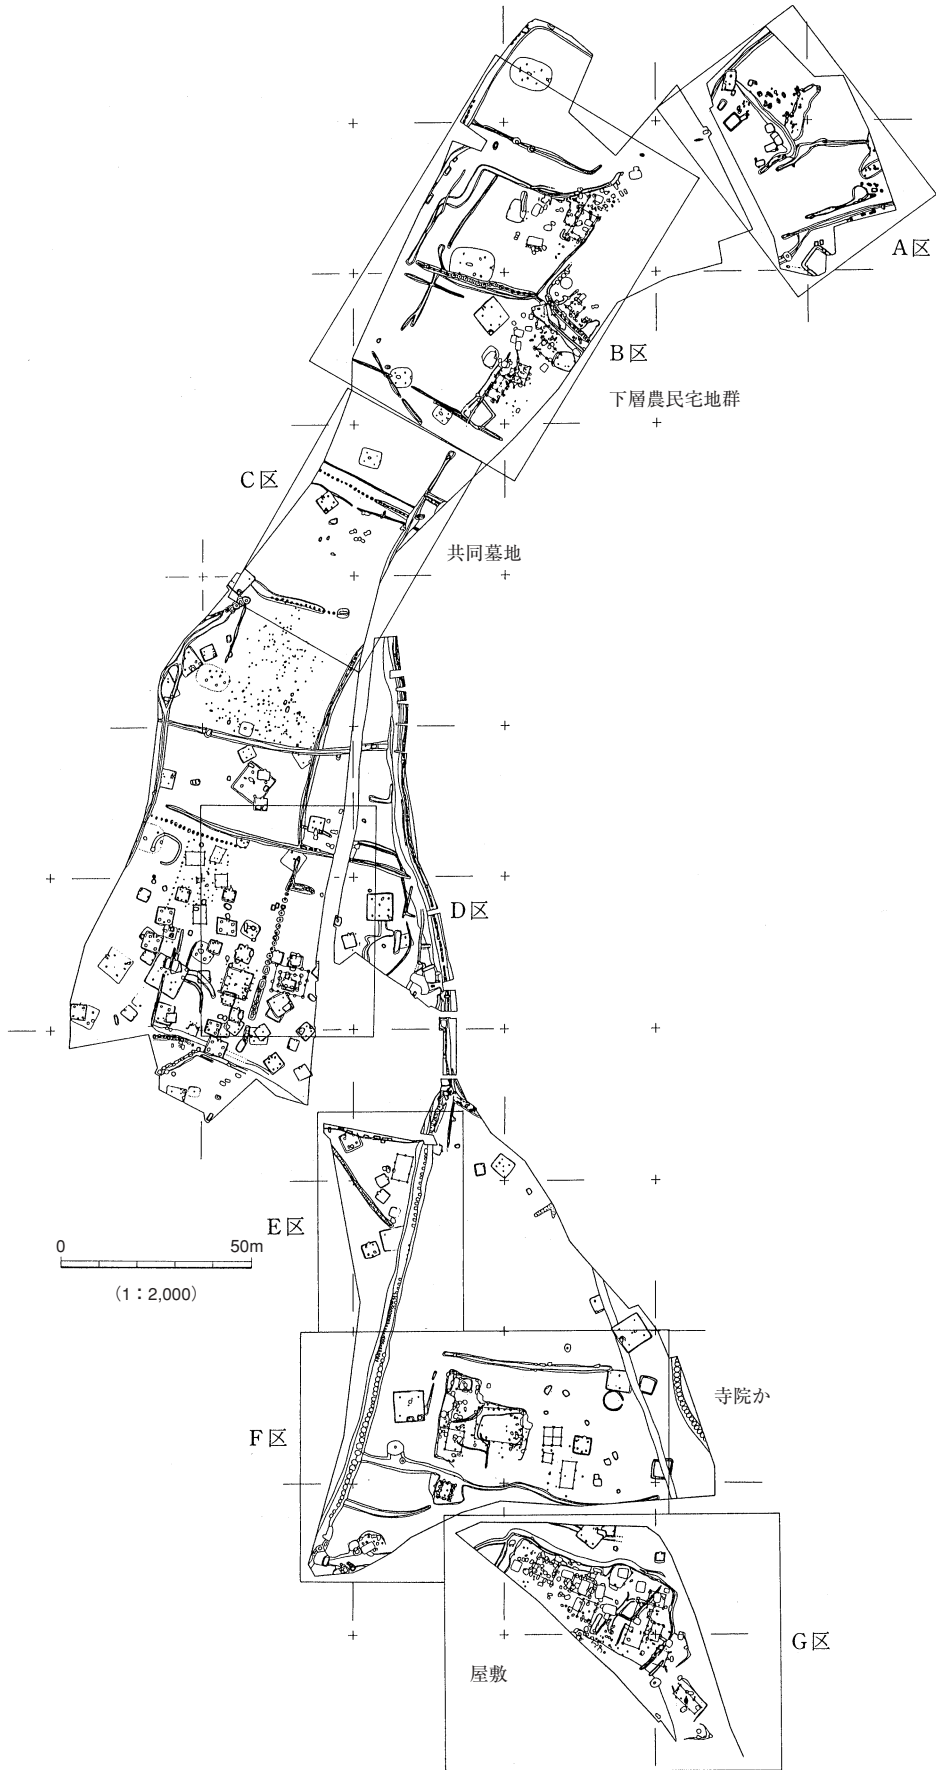 A区
B区
下層農民宅地群
C区
共同墓地
D区
E区
0 50m
（1：2,000）
寺院か
F区
G区
屋敷